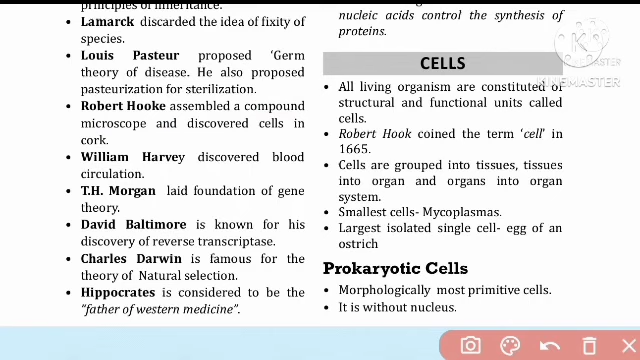 principles of inheritance.
• Lamarck discarded the idea of fixity of
species.
• Louis Pasteur proposed 'Germ
theory of disease. He also proposed
pasteurization for sterilization.
• Robert Hooke assembled a compound
microscope and discovered cells in
cork.
• William Harvey discovered blood
circulation.
• T.H. Morgan laid foundation of gene
theory.
• David Baltimore is known for his
discovery of reverse transcriptase.
• Charles Darwin is famous for the
theory of Natural selection.
• Hippocrates is considered to be the
"father of western medicine".
nucleic acids control the synthesis of
proteins.
CELLS
• All living organism are constituted of
structural and functional units called
cells.
• Robert Hook coined the term 'cell' in
1665.
• Cells are grouped into tissues, tissues
into organ and organs into organ
system.
• Smallest cells- Mycoplasmas.
• Largest isolated single cell- egg of an
ostrich
Prokaryotic Cells
• Morphologically most primitive cells.
• It is without nucleus.
KINEMASTER